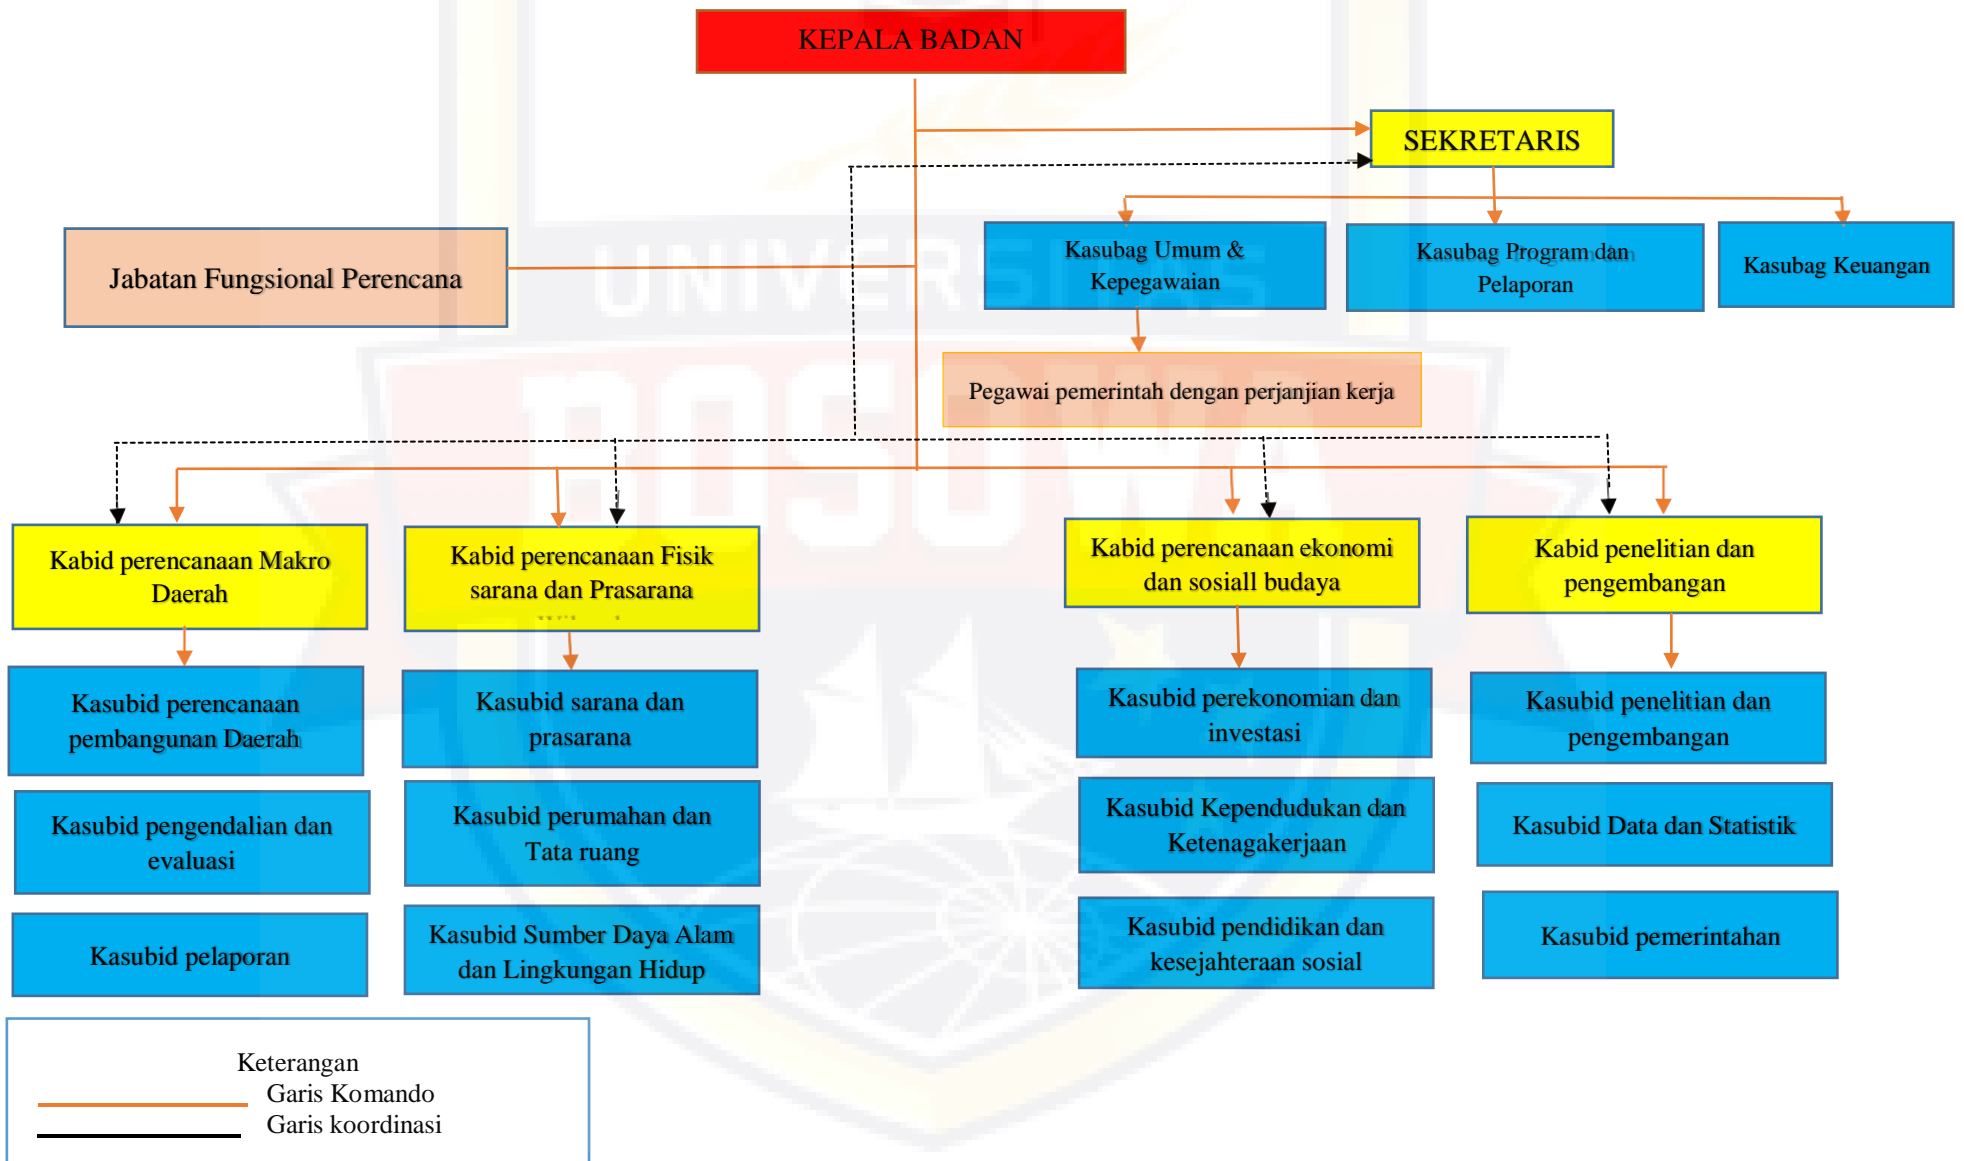 KEPALA BADAN
SEKRETARIS
Jabatan Fungsional Perencana
Kasubag Umum &
Kepegawaian
Kasubag Program dan
Pelaporan
Kasubag Keuangan
Pegawai pemerintah dengan perjanjian kerja
UNIVERSITAS
BOSOWA
Kabid perencanaan Makro
Daerah
Kabid perencanaan Fisik
sarana dan Prasarana
Kabid perencanaan ekonomi
dan sosiall budaya
Kabid penelitian dan
pengembangan
Kasubid perencanaan
pembangunan Daerah
Kasubid sarana dan
prasarana
Kasubid perekonomian dan
investasi
Kasubid penelitian dan
pengembangan
Kasubid pengendalian dan
evaluasi
Kasubid perumahan dan
Tata ruang
Kasubid Kependudukan dan
Ketenagakerjaan
Kasubid Data dan Statistik
Kasubid pelaporan
Kasubid Sumber Daya Alam
dan Lingkungan Hidup
Kasubid pendidikan dan
kesejahteraan sosial
Kasubid pemerintahan
Keterangan
Garis Komando
Garis koordinasi